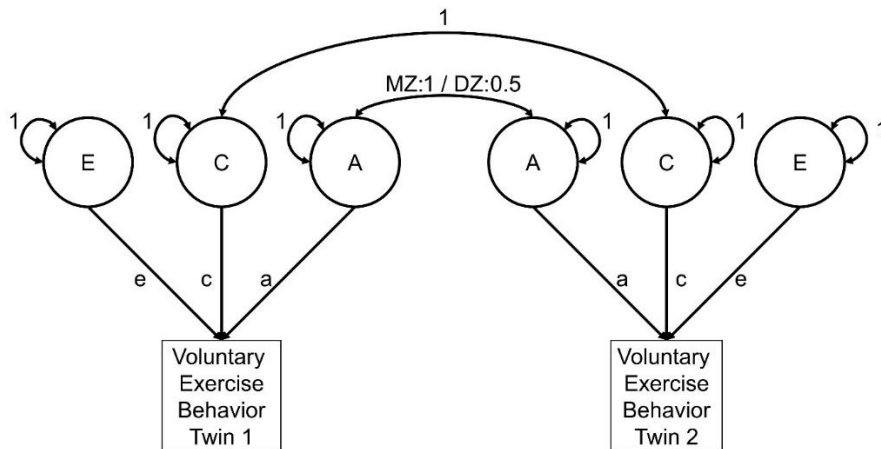 1
MZ:1 / DZ:0.5
1 1 1 1 1 1
E C A A C E
e c a a c e
Voluntary
Exercise
Behavior
Twin 1
Voluntary
Exercise
Behavior
Twin 2